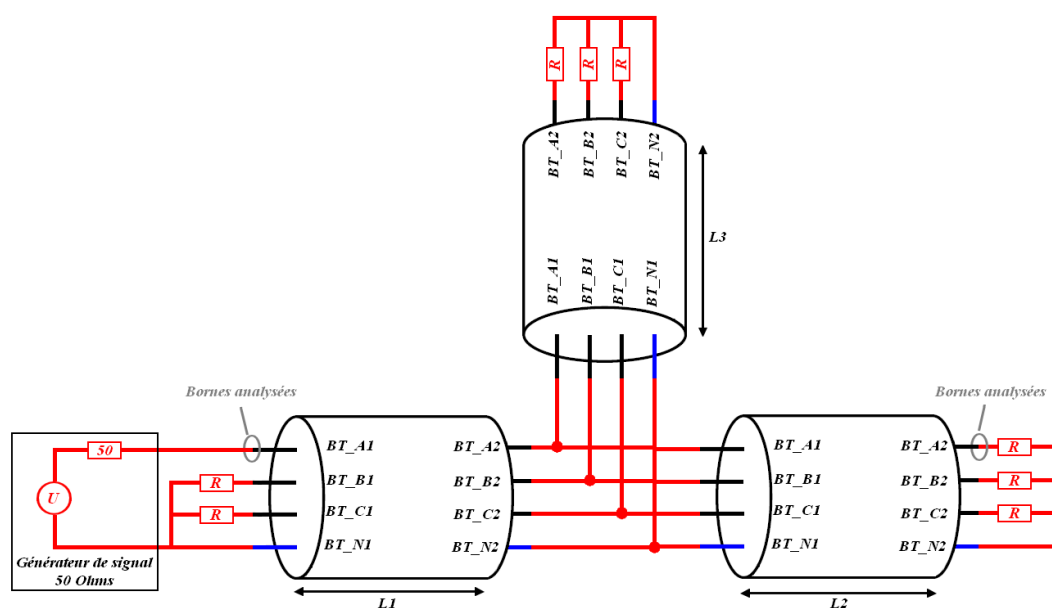 R R R
BT_A2 BT_B2 BT_C2 BT_N2
L3
BT_A1 BT_B1 BT_C1 BT_N1
Bornes analysées
Bornes analysées
50
U
R
R
Générateur de signal
50 Ohms
BT_A1
BT_B1
BT_C1
BT_N1
BT_A2
BT_B2
BT_C2
BT_N2
L1
BT_A1
BT_B1
BT_C1
BT_N1
BT_A2
BT_B2
BT_C2
BT_N2
R
R
R
L2